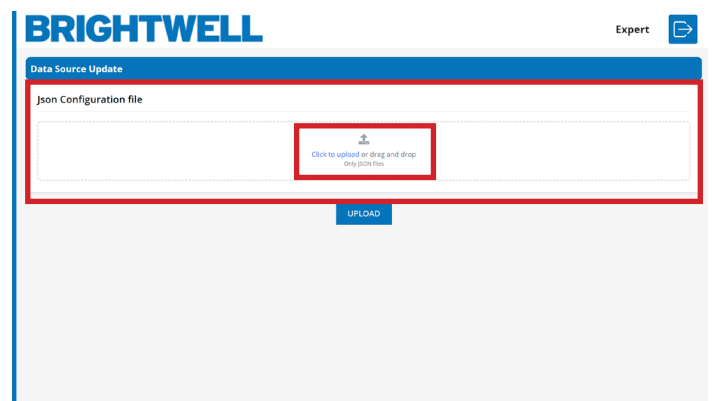 BRIGHTWELL
Expert
Data Source Update
Json Configuration file
Click to upload or drag and drop
Only JSON Files
UPLOAD